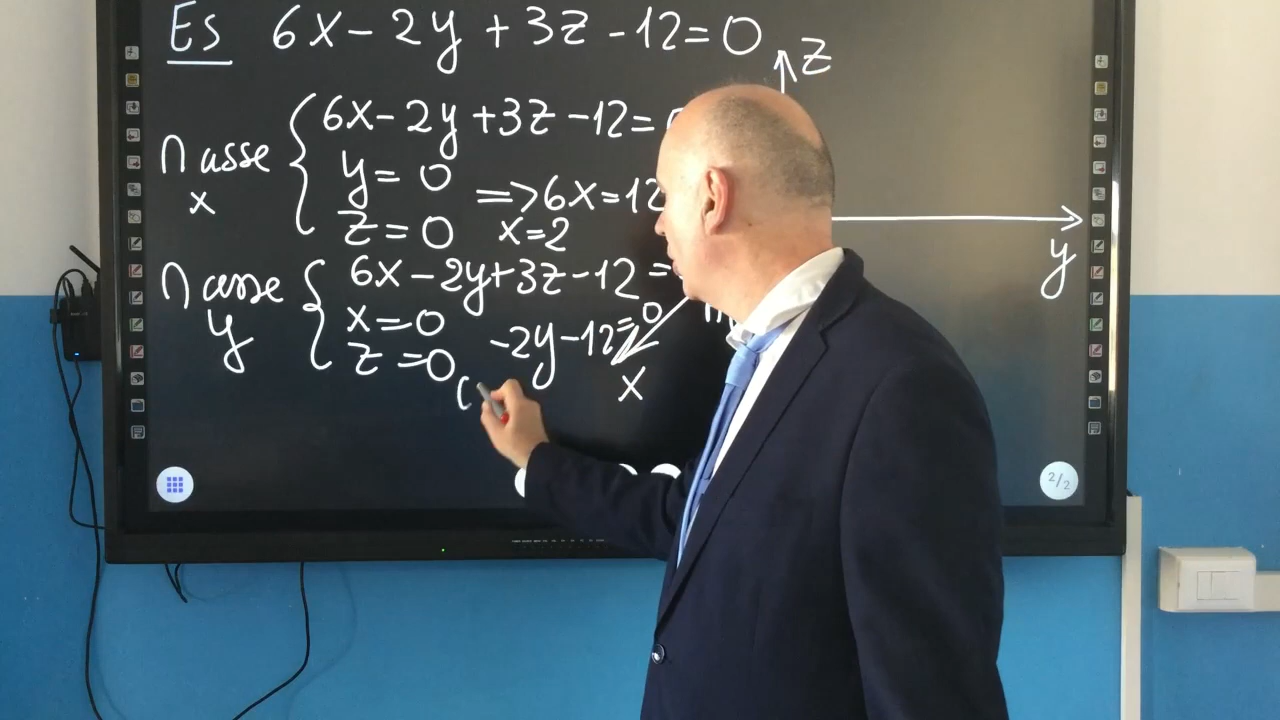 Es 6x - 2y + 3z - 12 = 0
z
6x - 2y + 3z - 12 =
∩ asse x
y = 0
=> 6x = 12
z = 0
x = 2
y
6x - 2y + 3z - 12 =
∩ asse y
x = 0
-2y - 12 = 0
z = 0
x
(
2/2